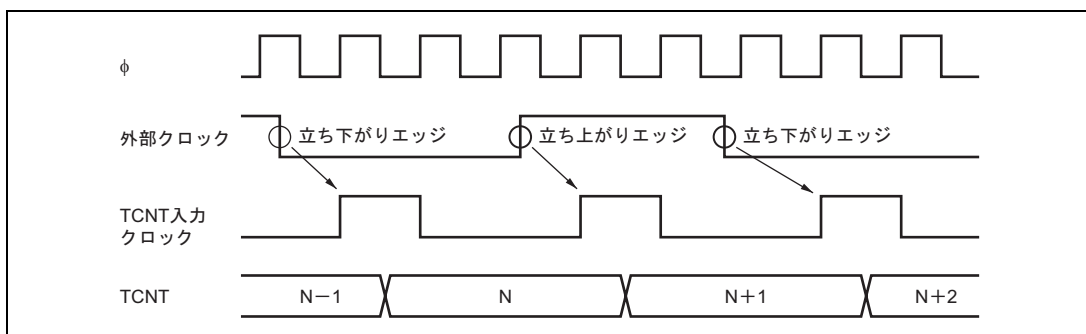 φ
外部クロック
立ち下がりエッジ
立ち上がりエッジ
立ち下がりエッジ
TCNT入力
クロック
TCNT
N－1
N
N＋1
N＋2